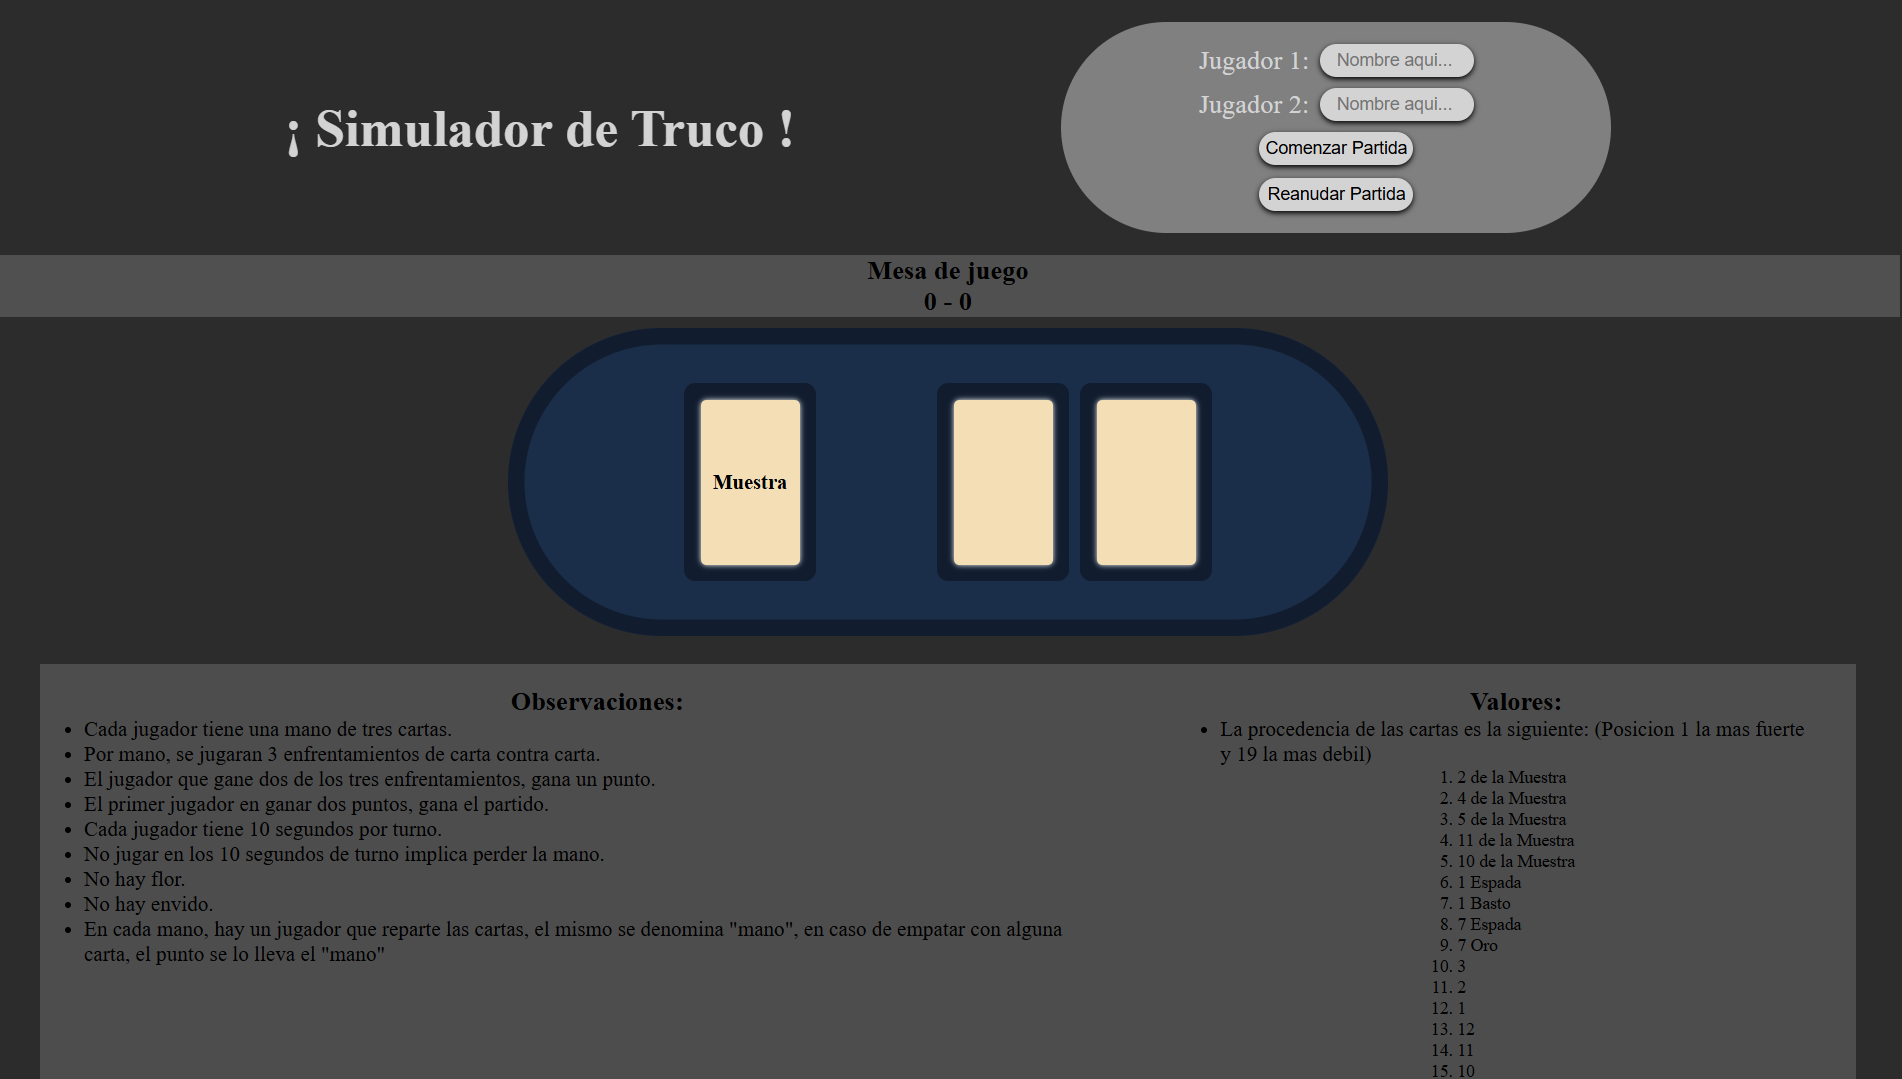 ¡ Simulador de Truco !
Jugador 1: Nombre aqui...
Jugador 2: Nombre aqui...
Comenzar Partida
Reanudar Partida
Mesa de juego
0 - 0
Muestra
Observaciones:
• Cada jugador tiene una mano de tres cartas.
• Por mano, se jugaran 3 enfrentamientos de carta contra carta.
• El jugador que gane dos de los tres enfrentamientos, gana un punto.
• El primer jugador en ganar dos puntos, gana el partido.
• Cada jugador tiene 10 segundos por turno.
• No jugar en los 10 segundos de turno implica perder la mano.
• No hay flor.
• No hay envido.
• En cada mano, hay un jugador que reparte las cartas, el mismo se denomina "mano", en caso de empatar con alguna
carta, el punto se lo lleva el "mano"
Valores:
• La procedencia de las cartas es la siguiente: (Posicion 1 la mas fuerte
y 19 la mas debil)
1. 2 de la Muestra
2. 4 de la Muestra
3. 5 de la Muestra
4. 11 de la Muestra
5. 10 de la Muestra
6. 1 Espada
7. 1 Basto
8. 7 Espada
9. 7 Oro
10. 3
11. 2
12. 1
13. 12
14. 11
15. 10